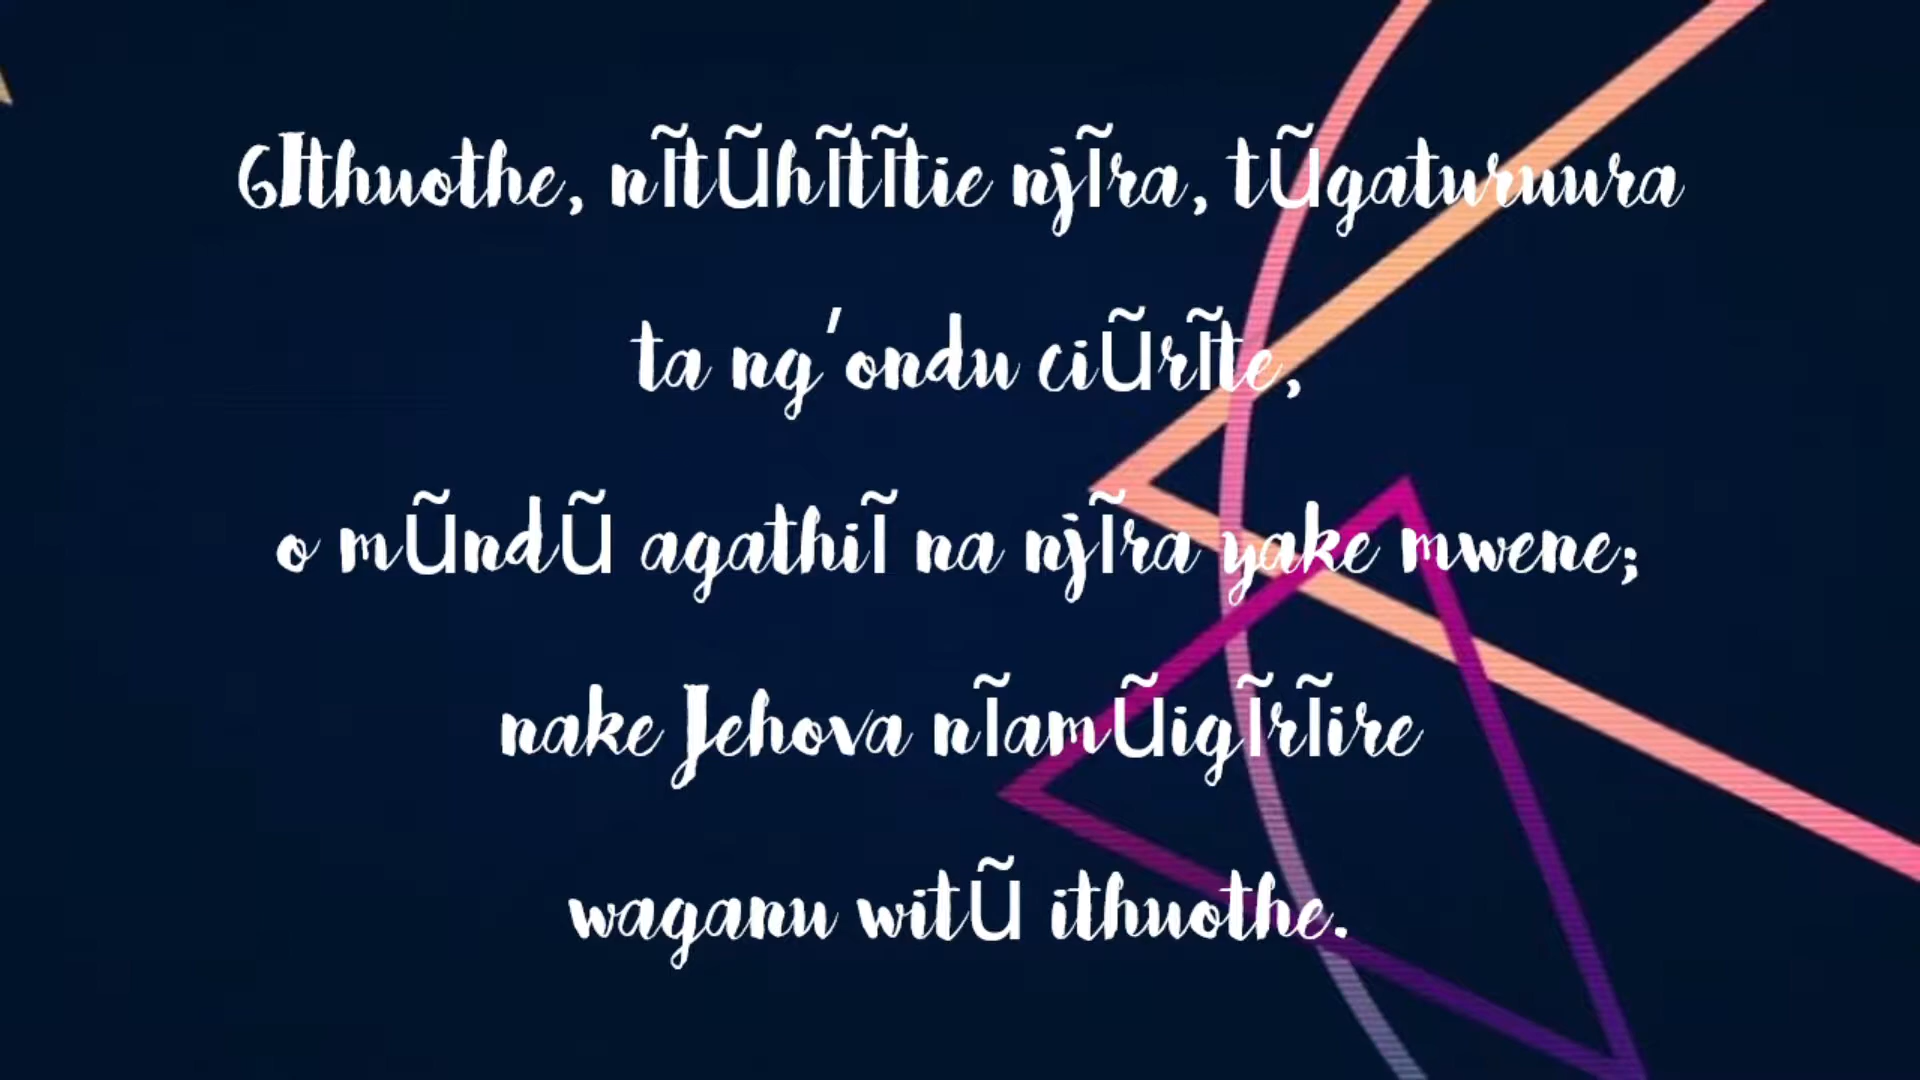 6Ithuothe, nĩtũhĩtĩtie njĩra, tũgaturuura
ta ng'ondu ciũrĩte,
o mũndũ agathiĩ na njĩra yake mwene;
nake Jehova nĩamũigĩrĩire
waganu witũ ithuothe.